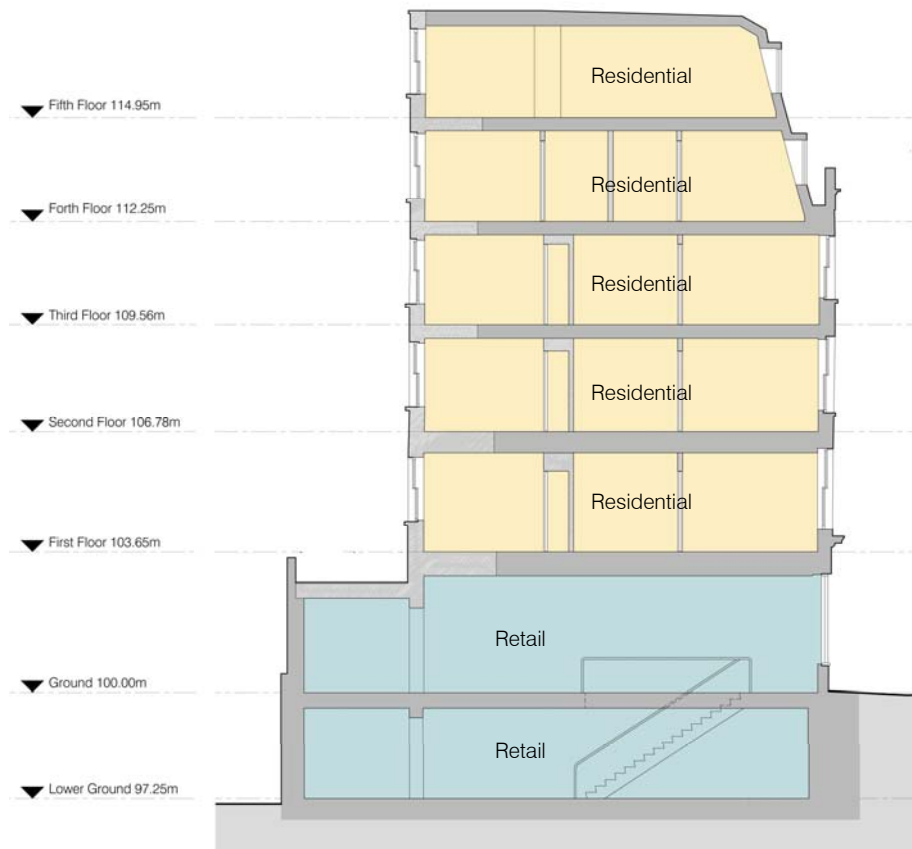 Residential
Fifth Floor 114.95m
Residential
Forth Floor 112.25m
Residential
Third Floor 109.56m
Residential
Second Floor 106.78m
Residential
First Floor 103.65m
Retail
Ground 100.00m
Retail
Lower Ground 97.25m